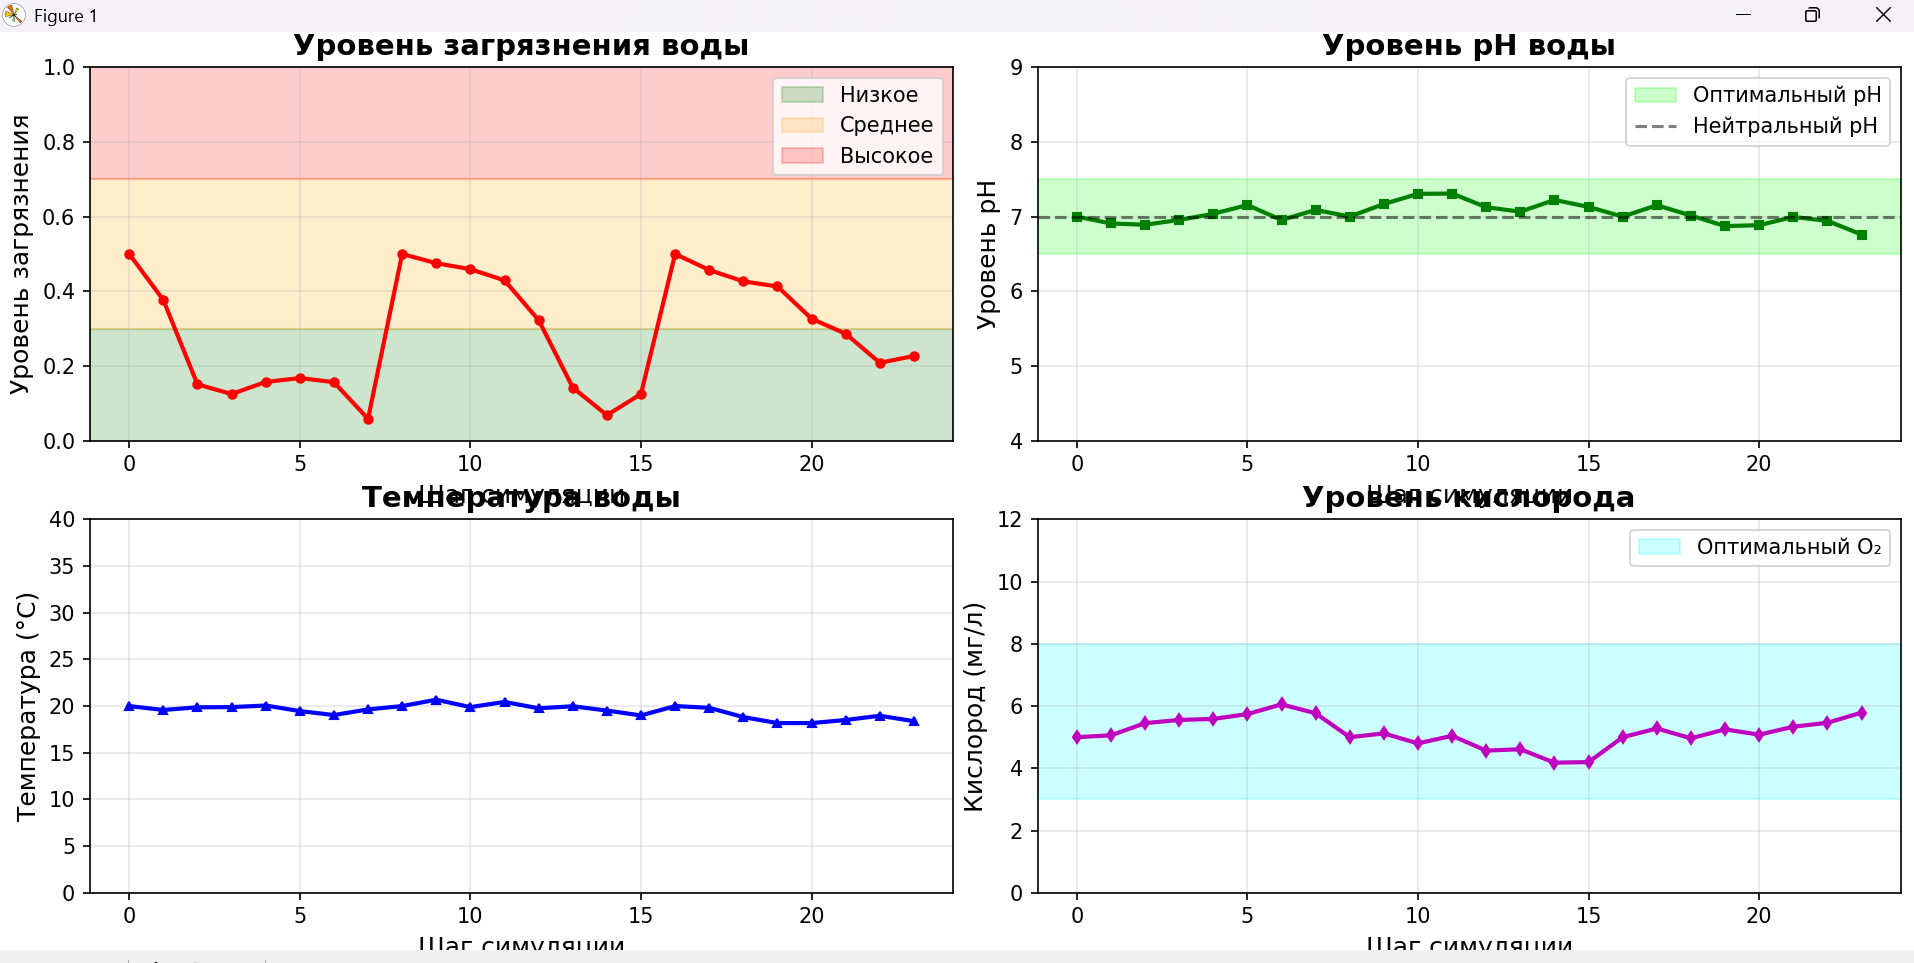 Figure 1
Уровень загрязнения воды
Уровень загрязнения
1.0
0.8
0.6
0.4
0.2
0.0
Низкое
Среднее
Высокое
0 5 10 15 20
Шаг симуляции
Уровень pH воды
Уровень pH
9
8
7
6
5
4
Оптимальный pH
Нейтральный pH
0 5 10 15 20
Шаг симуляции
Температура воды
Температура (°C)
40
35
30
25
20
15
10
5
0
0 5 10 15 20
Шаг симуляции
Уровень кислорода
Кислород (мг/л)
12
10
8
6
4
2
0
Оптимальный O₂
0 5 10 15 20
Шаг симуляции